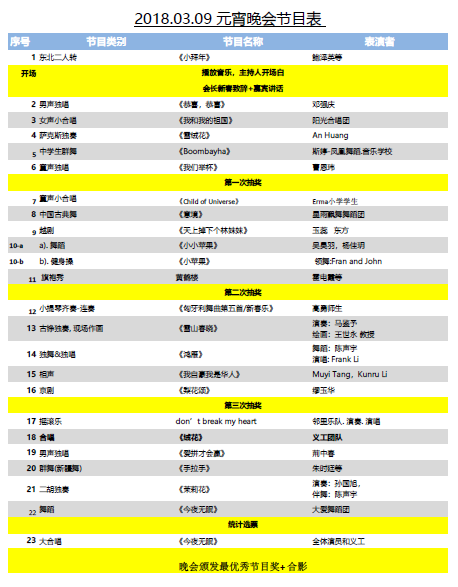 2018.03.09 元宵晚会节目表
序号 节目类别 节目名称 表演者
1 东北二人转 《小拜年》 鲍泽英等
开场 播放音乐，主持人开场白
会长新春致辞+嘉宾讲话
2 男声独唱 《恭喜，恭喜》 邓强庆
3 女声小合唱 《我和我的祖国》 阳光合唱团
4 萨克斯独奏 《雪绒花》 An Huang
5 中学生群舞 《Boombayha》 斯婷-凤凰舞蹈.音乐学校
6 童声独唱 《我们举杯》 曹恩玮
第一次抽奖
7 童声小合唱 《Child of Universe》 Erma小学学生
8 中国古典舞 《意境》 星雨飘舞舞蹈团
9 越剧 《天上掉下个林妹妹》 玉蕊 东方
10-a a). 舞蹈 《小小苹果》 吴勇羽，杨佳玥
10-b b). 健身操 《小苹果》 领舞:Fran and John
11 旗袍秀 黄鹤楼 霍电霞等
第二次抽奖
12 小提琴齐奏-连奏 《匈牙利舞曲第五首/新春乐》 高勇师生
13 古铮独奏, 现场作画 《雪山春晓》 演奏：马盛予
绘画：王世永 教授
14 独舞&独唱 《鸿雁》 舞蹈：陈声宇
演唱: Frank Li
15 相声 《我自豪我是华人》 Muyi Tang，Kunru Li
16 京剧 《梨花颂》 缪玉华
第三次抽奖
17 摇滚乐 don't break my heart 邻里乐队. 演奏. 演唱
18 合唱 《绒花》 义工团队
19 男声独唱 《爱拼才会赢》 荊中春
20 群舞(新疆舞) 《手拉手》 朱时廷等
21 二胡独奏 《茉莉花》 演奏：孙国旭，
伴舞：陈声宇
22 舞蹈 《今夜无眠》 大爱舞蹈团
统计选票
23 大合唱 《今夜无眠》 全体演员和义工
晚会颁发最优秀节目奖+ 合影